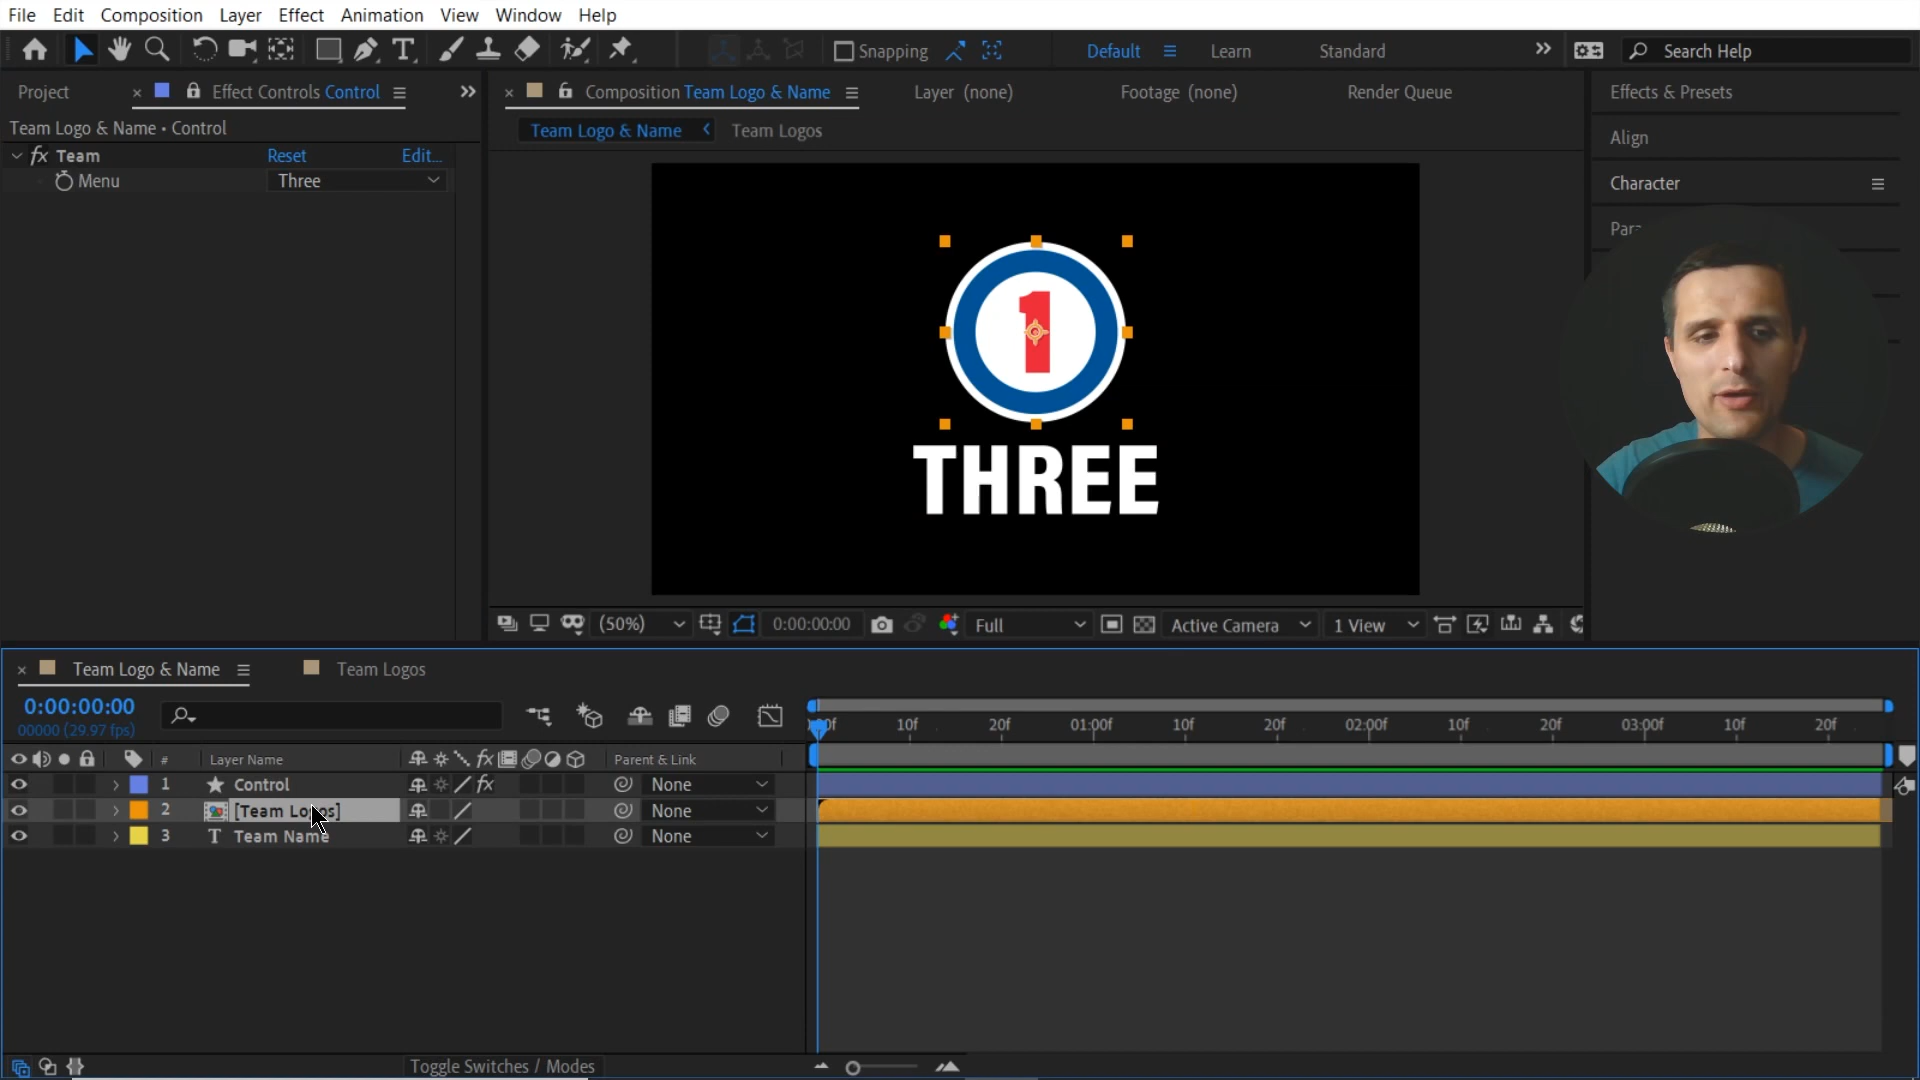 File Edit Composition Layer Effect Animation View Window Help
Snapping Default Learn Standard Search Help
Project Effect Controls Control Composition Team Logo & Name Layer (none) Footage (none) Render Queue Effects & Presets
Team Logo & Name • Control
Team Logo & Name Team Logos
Align
fx Team Reset Edit...
Menu Three
Character
Par
1
THREE
(50%) 0:00:00:00 Full Active Camera 1 View
Team Logo & Name Team Logos
0:00:00:00
00000 (29.97 fps)
00f 10f 20f 01:00f 10f 20f 02:00f 10f 20f 03:00f 10f 20f
# Layer Name fx Parent & Link
1 Control fx None
2 [Team Logos] None
3 T Team Name None
Toggle Switches / Modes